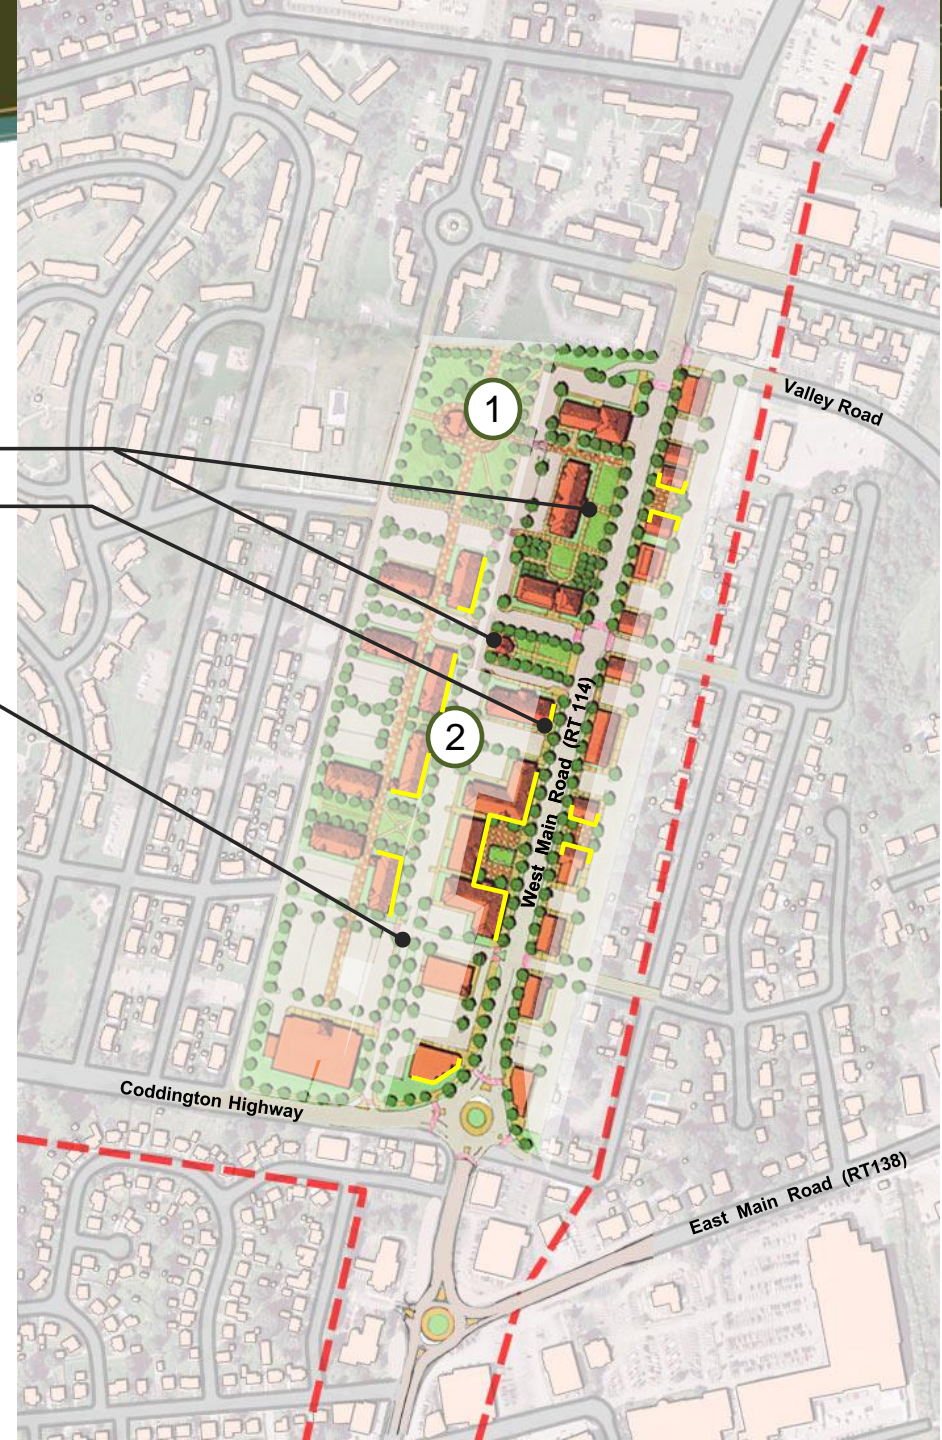 1
Valley Road
2
West Main Road (RT 114)
Coddington Highway
East Main Road (RT138)